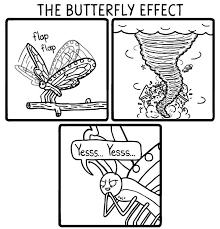 THE BUTTERFLY EFFECT
flap
flap
Yesss... Yesss...